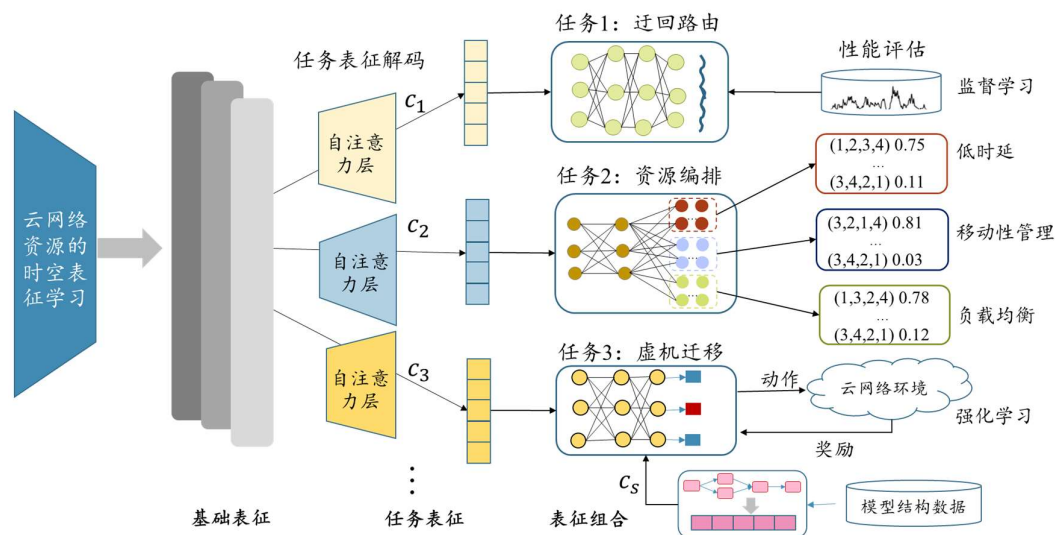 任务1：迂回路由
性能评估
任务表征解码
c₁
监督学习
自注意
力层
(1,2,3,4) 0.75
...
(3,4,2,1) 0.11
低时延
任务2：资源编排
云网络
资源的
时空表
征学习
c₂
自注意
力层
...
...
...
(3,2,1,4) 0.81
...
(3,4,2,1) 0.03
移动性管理
(1,3,2,4) 0.78
...
(3,4,2,1) 0.12
负载均衡
任务3：虚机迁移
自注意
力层
c₃
动作
云网络环境
强化学习
奖励
cₛ
⋮
模型结构数据
基础表征
任务表征
表征组合